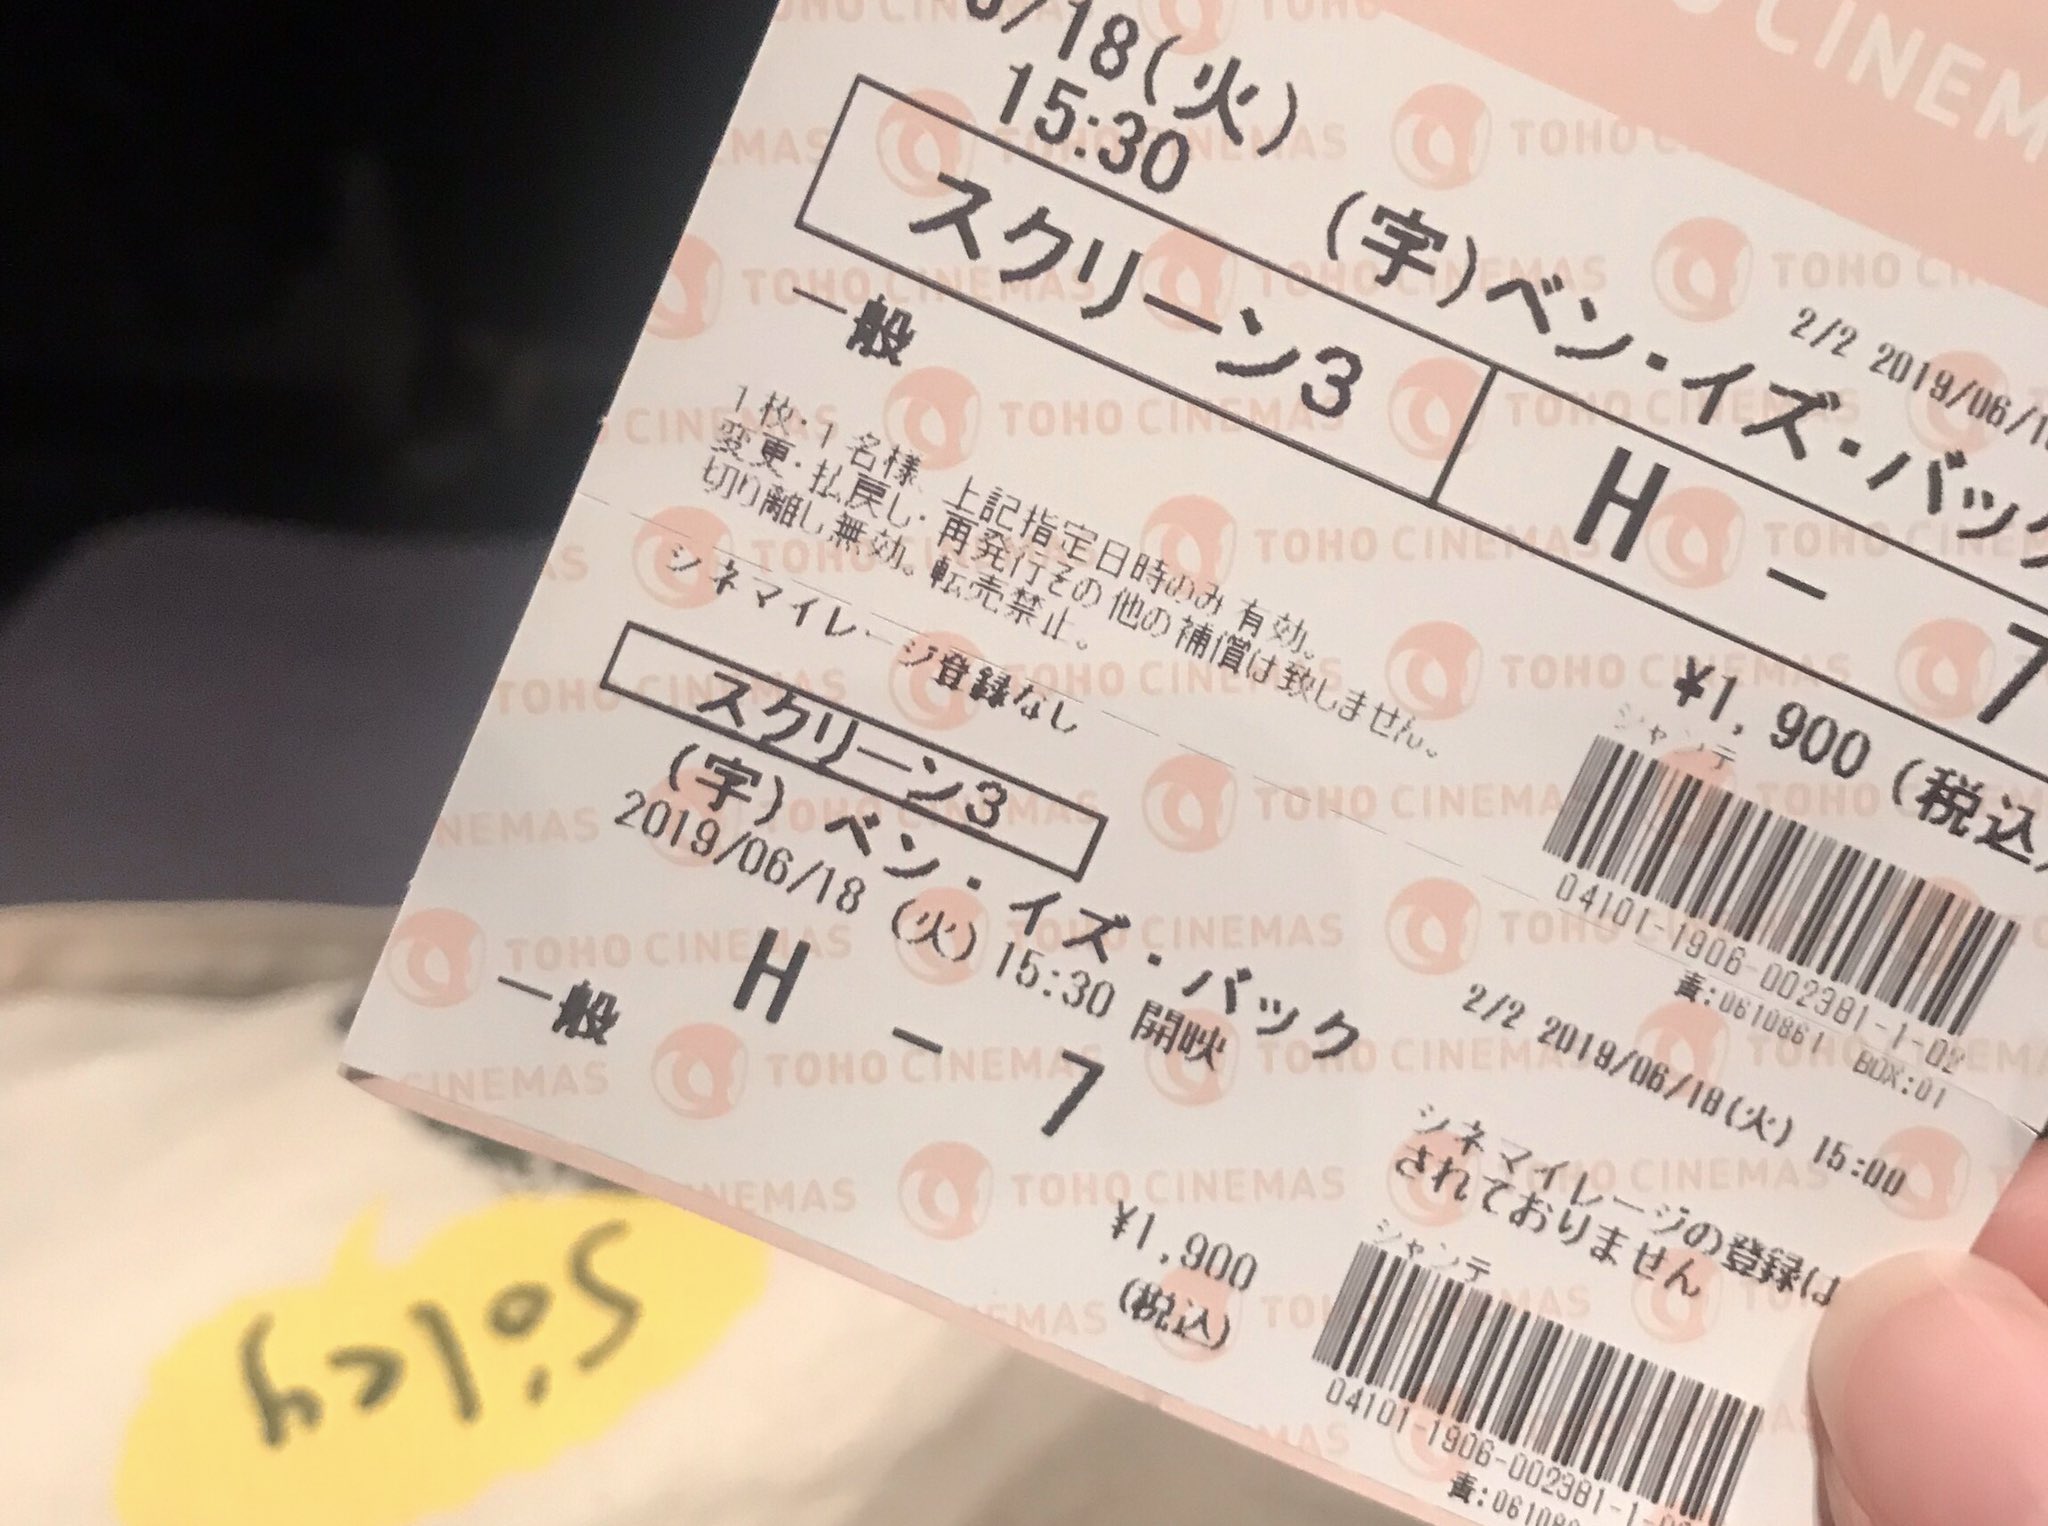 CINEM
/18(火)
15:30
(字)ベン・イズ・バック
2/2 2019/06/1
スクリーン3
H - 7
一般
¥1,900(税込)
1枚・1名様、上記指定日時のみ有効。
変更・払戻し・再発行その他の補償は致しません。
切り離し無効。転売禁止。
シネマイレージ登録なし
シャンテ
04101-1906-002381-1-02
青:0610861 BOX:01
スクリーン3
(字)ベン・イズ・バック
2019/06/18(火)15:30 開映
H - 7
一般
2/2 2019/06/18(火) 15:00
シネマイレージの登録は
されておりません
¥1,900
(税込)
シャンテ
04101-1906-002381-1-
青:06108
TOHO CINEMAS